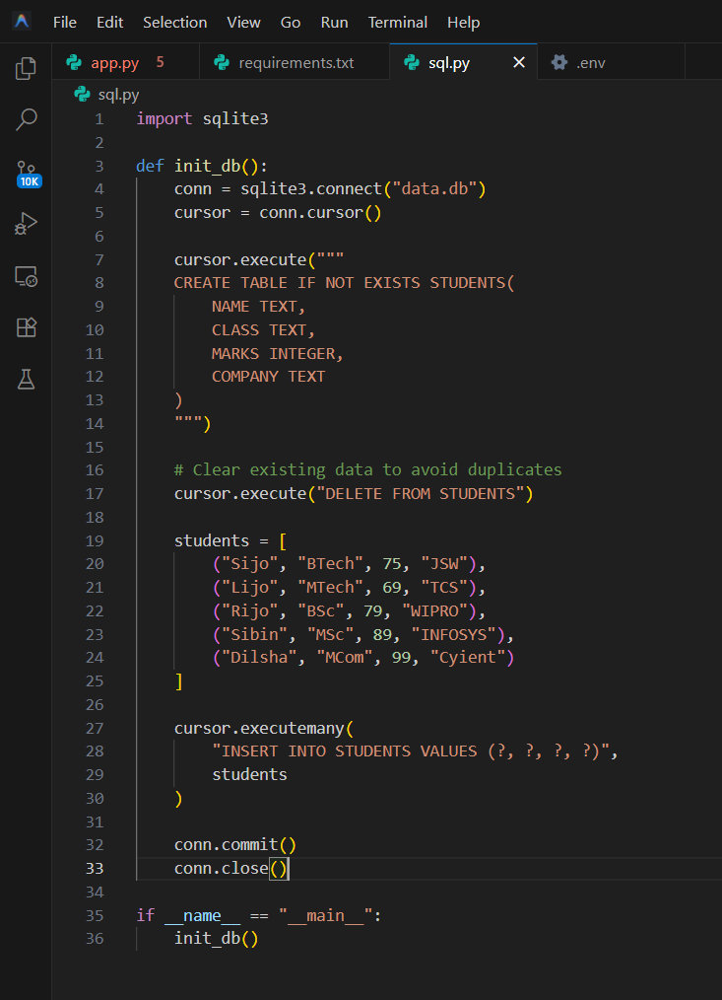 File Edit Selection View Go Run Terminal Help
app.py 5 requirements.txt sql.py .env
sql.py
10K
1 import sqlite3
2
3 def init_db():
4     conn = sqlite3.connect("data.db")
5     cursor = conn.cursor()
6
7     cursor.execute("""
8     CREATE TABLE IF NOT EXISTS STUDENTS(
9         NAME TEXT,
10         CLASS TEXT,
11         MARKS INTEGER,
12         COMPANY TEXT
13     )
14     """)
15
16     # Clear existing data to avoid duplicates
17     cursor.execute("DELETE FROM STUDENTS")
18
19     students = [
20         ("Sijo", "BTech", 75, "JSW"),
21         ("Lijo", "MTech", 69, "TCS"),
22         ("Rijo", "BSc", 79, "WIPRO"),
23         ("Sibin", "MSc", 89, "INFOSYS"),
24         ("Dilsha", "MCom", 99, "Cyient")
25     ]
26
27     cursor.executemany(
28         "INSERT INTO STUDENTS VALUES (?, ?, ?, ?)",
29         students
30     )
31
32     conn.commit()
33     conn.close()
34
35 if __name__ == "__main__":
36     init_db()